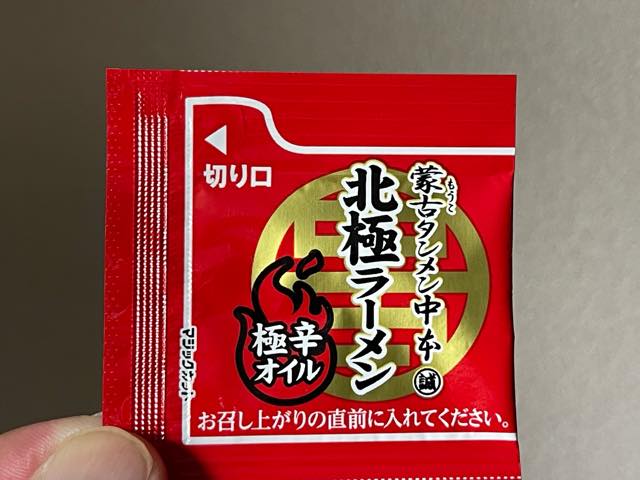 切り口
蒙古タンメン中本
もうこ
誠
北極ラーメン
極辛
オイル
マジックカット
お召し上がりの直前に入れてください。